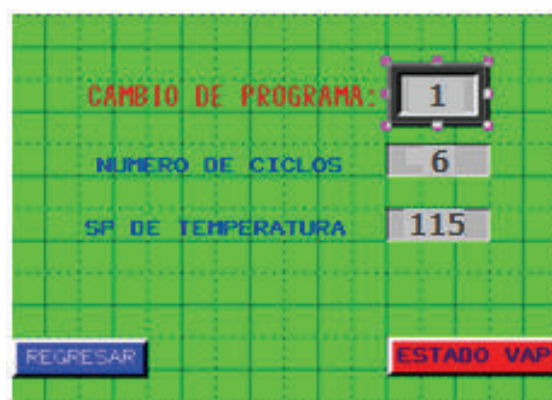 CAMBIO DE PROGRAMA: 1
NUMERO DE CICLOS 6
SP DE TEMPERATURA 115
REGRESAR ESTADO VAP